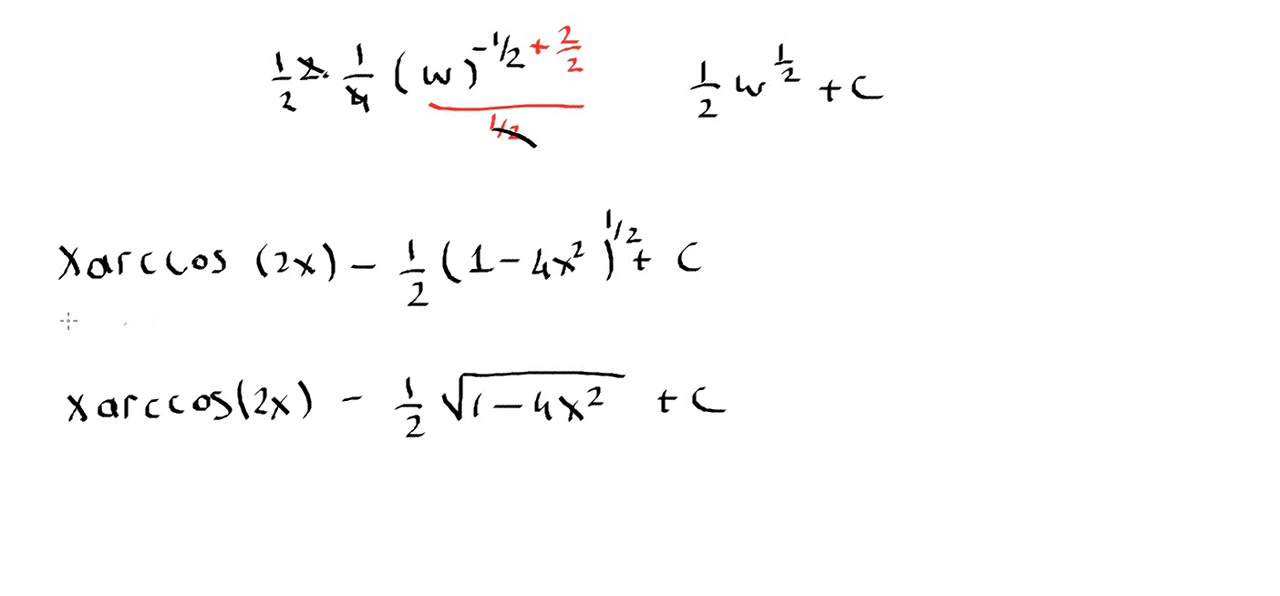 1/2 2 · 1/4 (w)^-1/2 + 2/2 / 1/2 1/2 w^1/2 + C
x arccos (2x) - 1/2 (1 - 4x²)^1/2 + C
x arccos(2x) - 1/2 √1 - 4x² + C